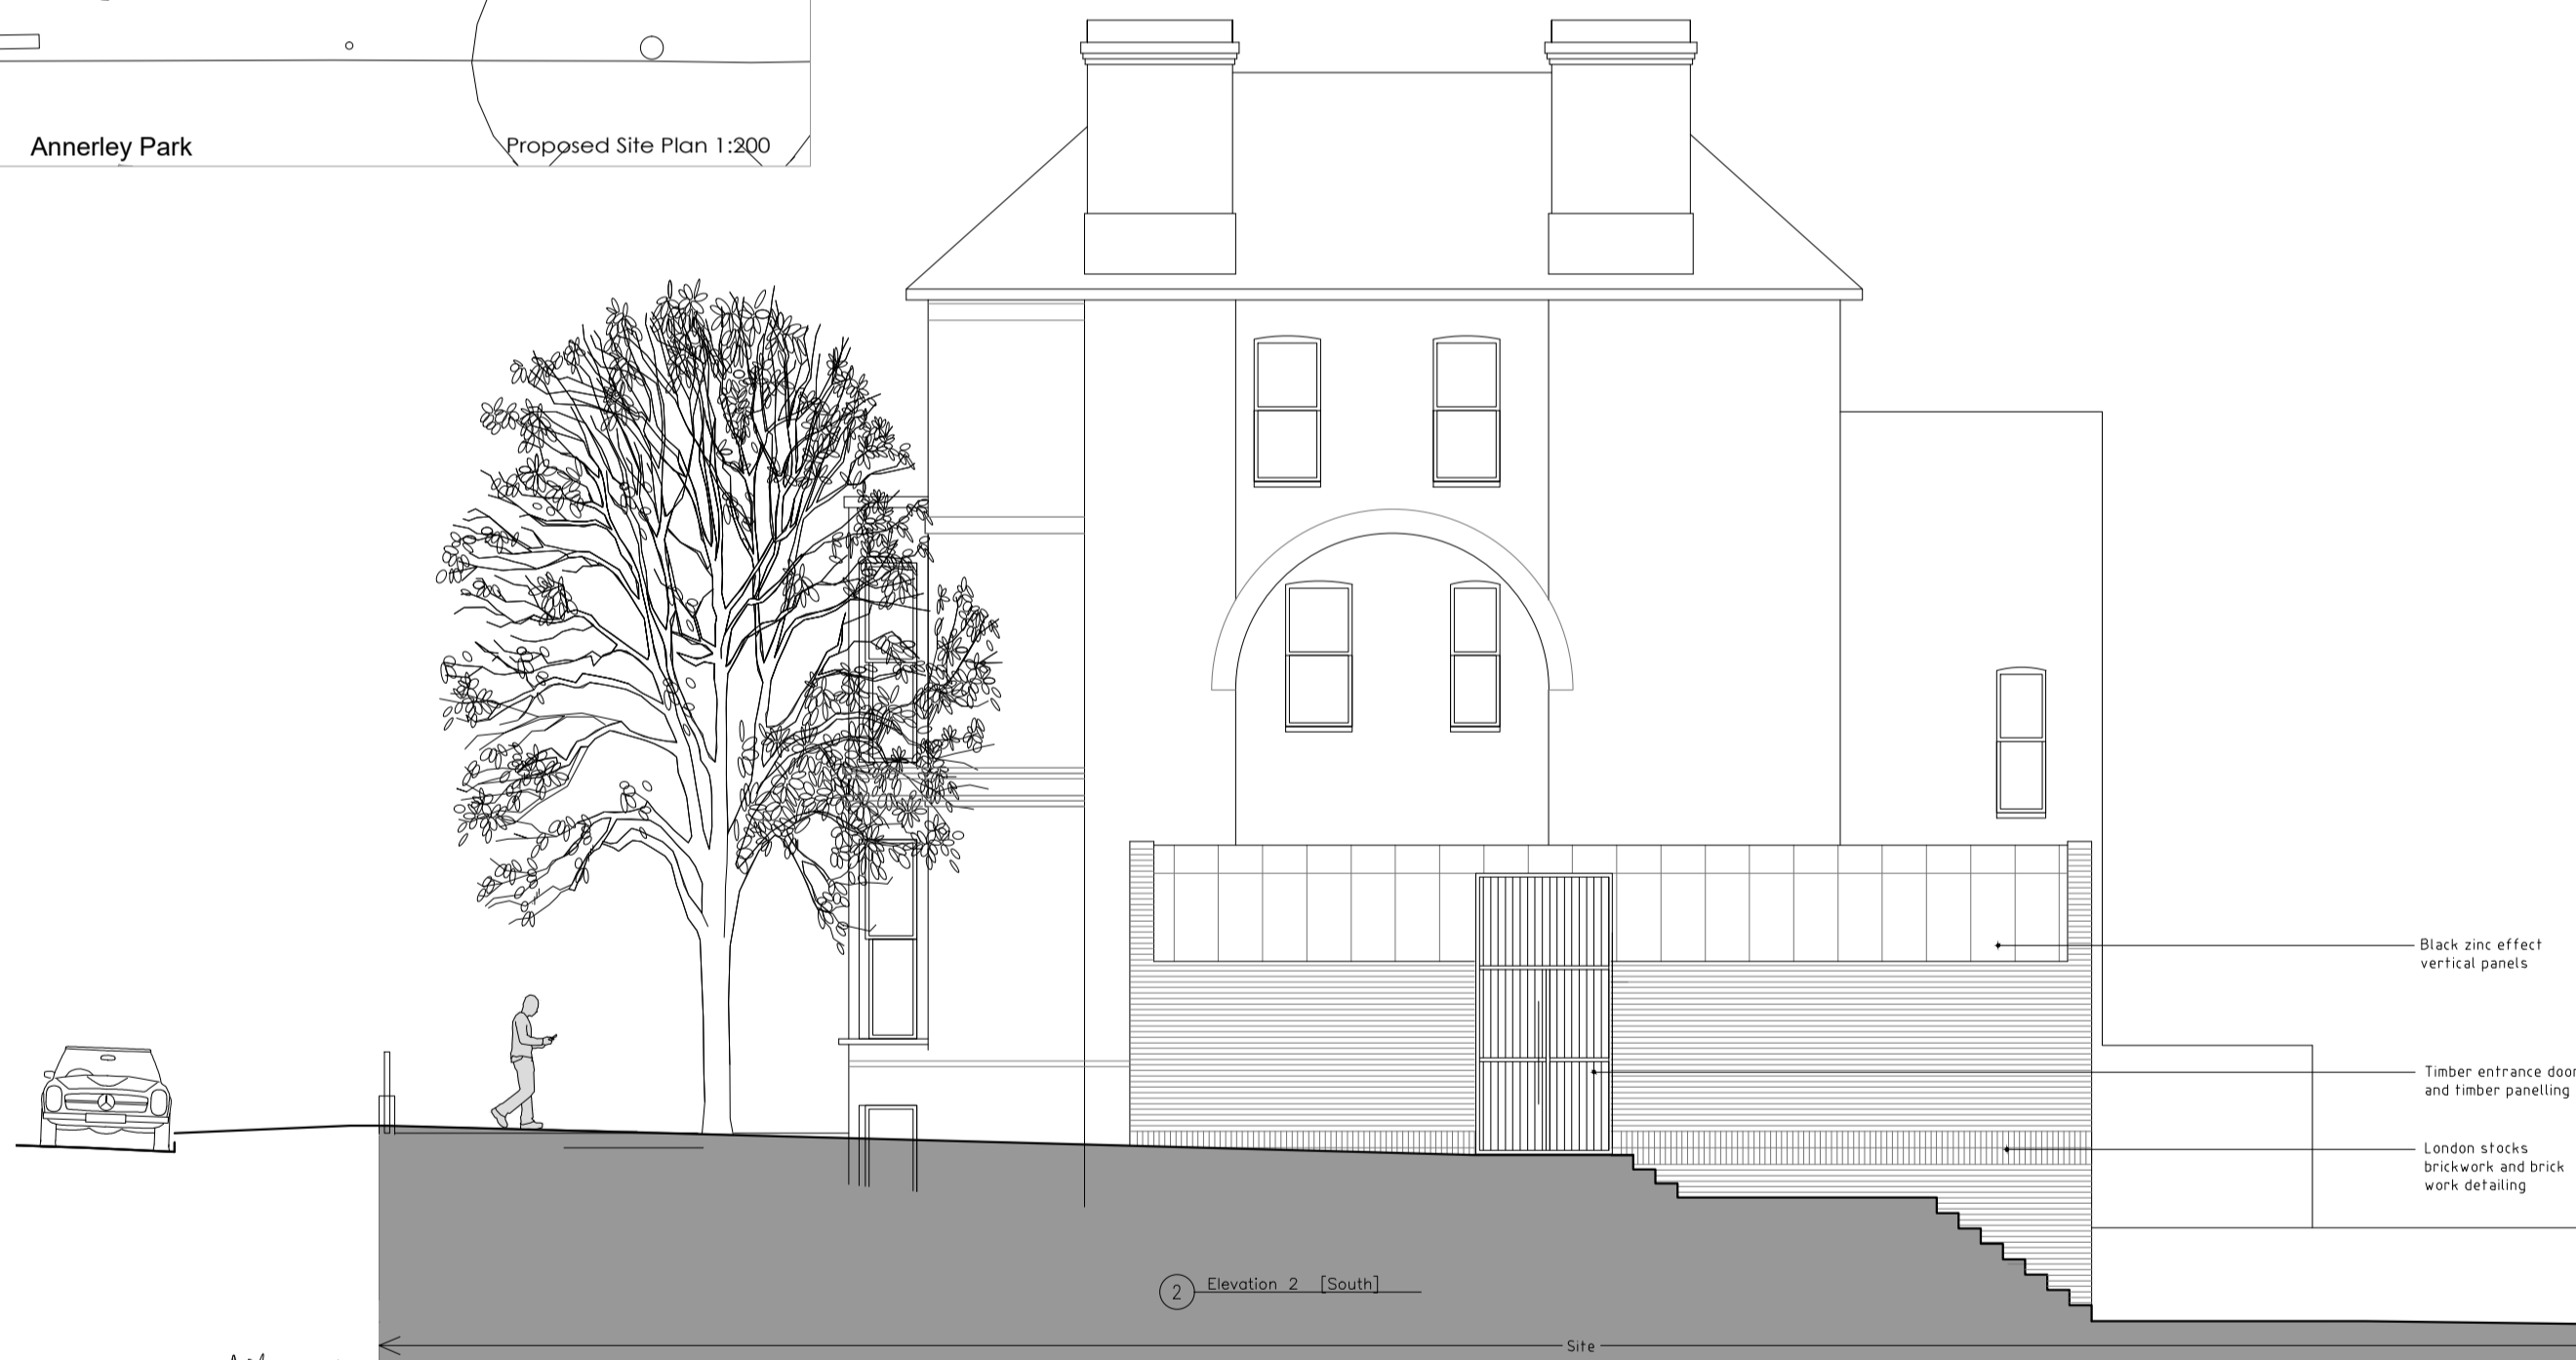 Annerley Park
Proposed Site Plan 1:200
Black zinc effect
vertical panels
Timber entrance door
and timber panelling
London stocks
brickwork and brick
work detailing
2 Elevation 2 [South]
Site